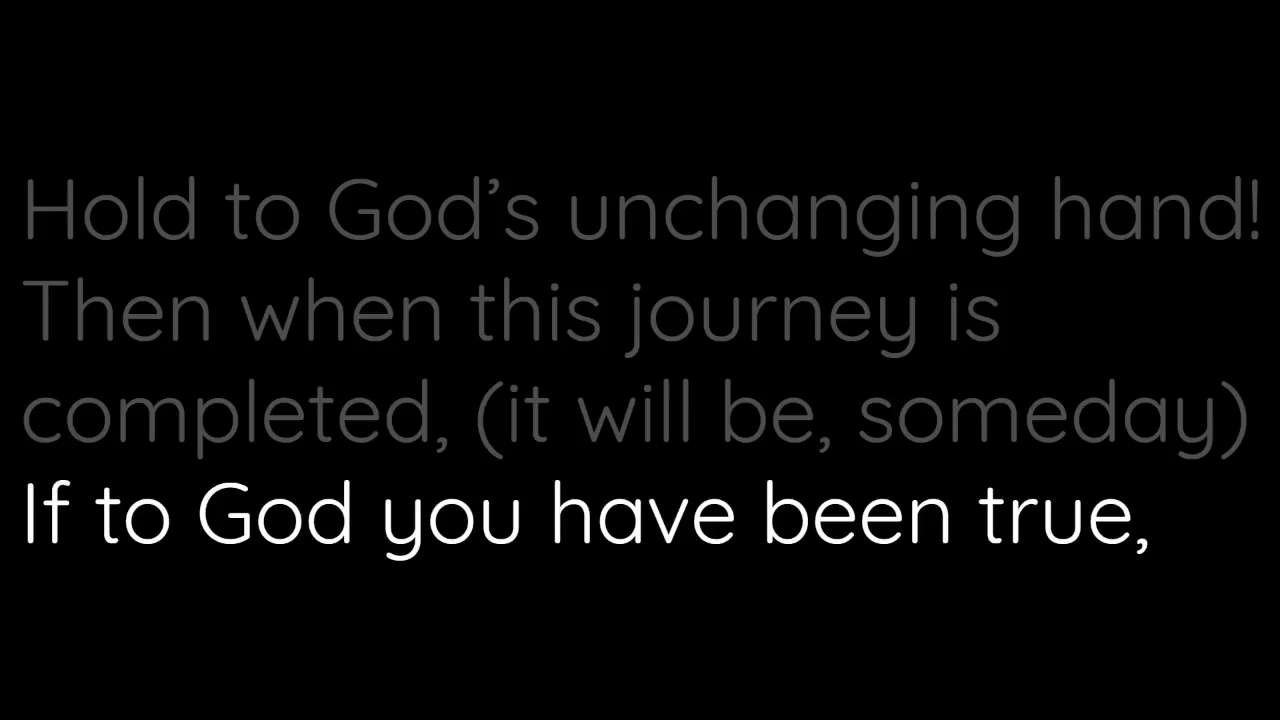 Hold to God’s unchanging hand!
Then when this journey is
completed, (it will be, someday)
If to God you have been true,